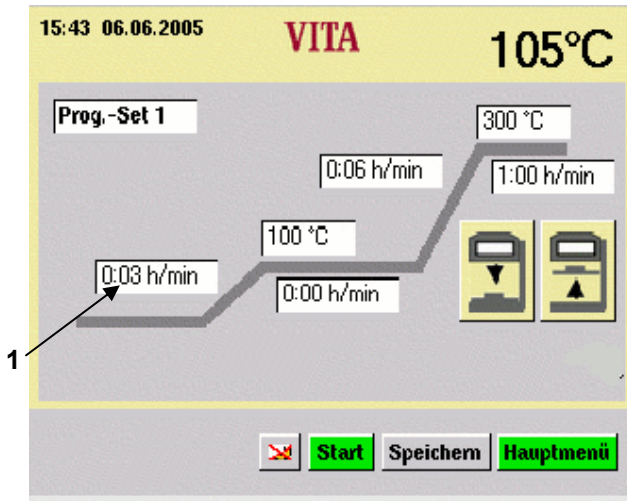 15:43 06.06.2005
VITA
105°C
Prog.-Set 1
300 °C
0:06 h/min
1:00 h/min
100 °C
0:03 h/min
0:00 h/min
1
Start
Speichern
Hauptmenü